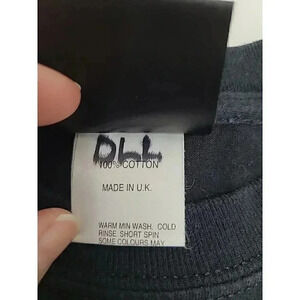 DLL
100% COTTON
MADE IN U.K.
WARM MIN WASH. COLD
RINSE SHORT SPIN
SOME COLOURS MAY